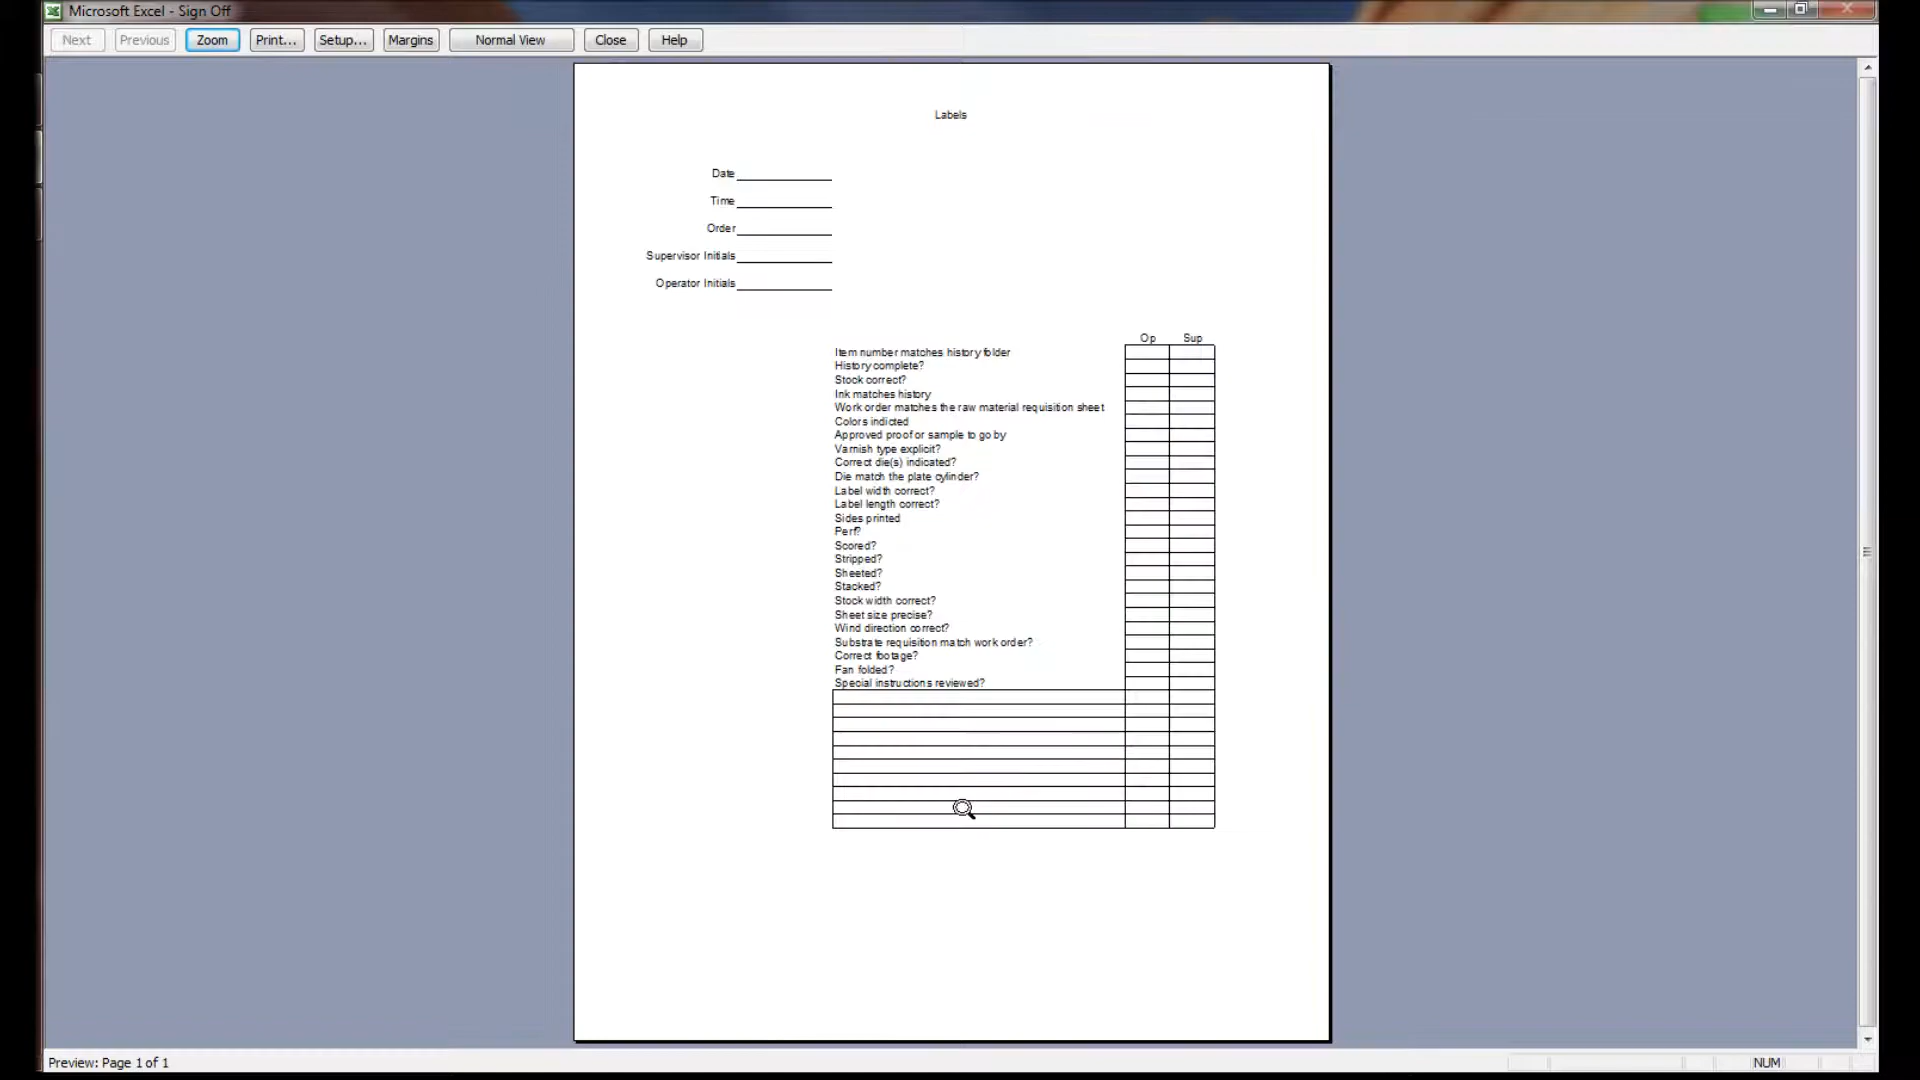 Microsoft Excel - Sign Off
Next Previous Zoom Print... Setup... Margins Normal View Close Help
Labels
Date
Time
Order
Supervisor Initials
Operator Initials
Op Sup
Item number matches history folder
History complete?
Stock correct?
Ink matches history
Work order matches the raw material requisition sheet
Colors indicted
Approved proof or sample to go by
Varnish type explicit?
Correct die(s) indicated?
Die match the plate cylinder?
Label width correct?
Label length correct?
Sides printed
Perf?
Scored?
Stripped?
Sheeted?
Stacked?
Stock width correct?
Sheet size precise?
Wind direction correct?
Substrate requisition match work order?
Correct footage?
Fan folded?
Special instructions reviewed?
Preview: Page 1 of 1 NUM